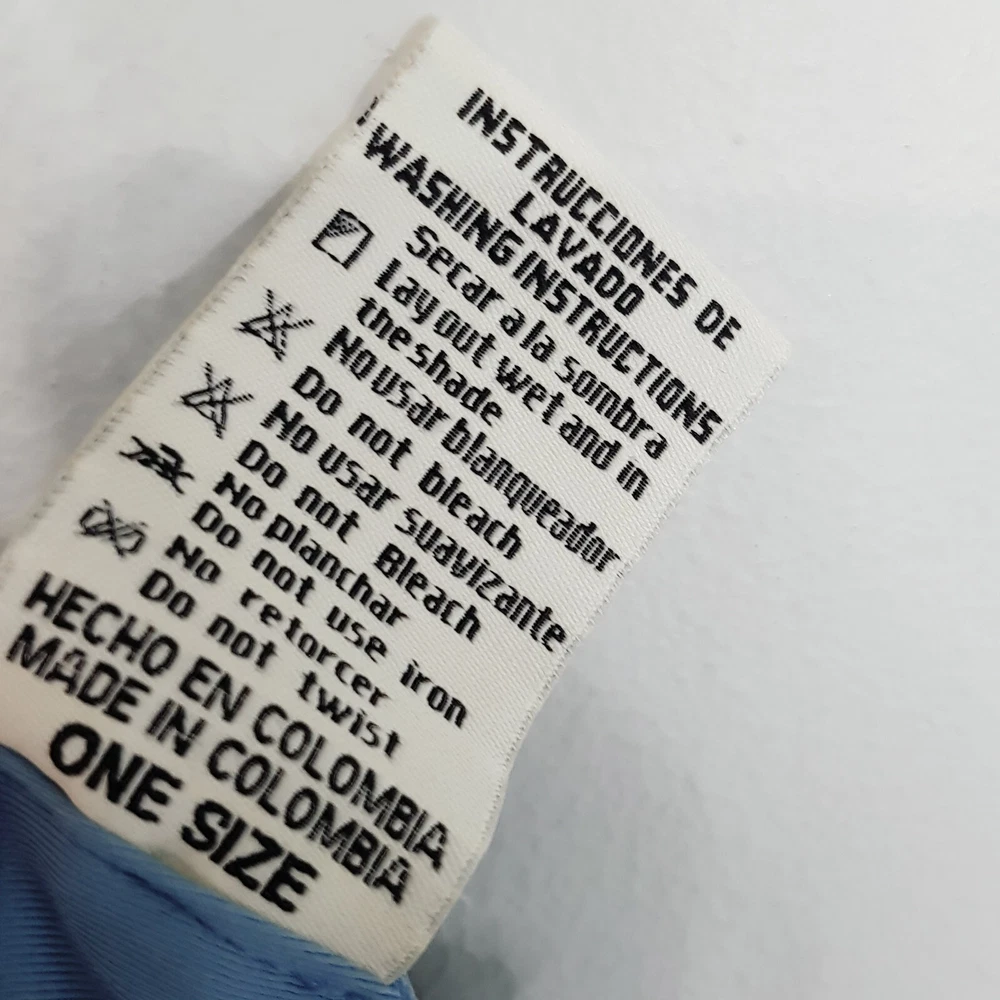 INSTRUCCIONES DE
LAVADO
WASHING INSTRUCTIONS
Secar a la sombra
Lay out wet and in
the shade
No usar blanqueador
Do not bleach
No usar suavizante
Do not Bleach
No planchar
Do not use iron
No retorcer
Do not twist
HECHO EN COLOMBIA
MADE IN COLOMBIA
ONE SIZE